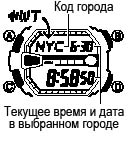 Код города
WT
A
B
NYC 6-30
8:58 50
C
D
Текущее время и дата
в выбранном городе